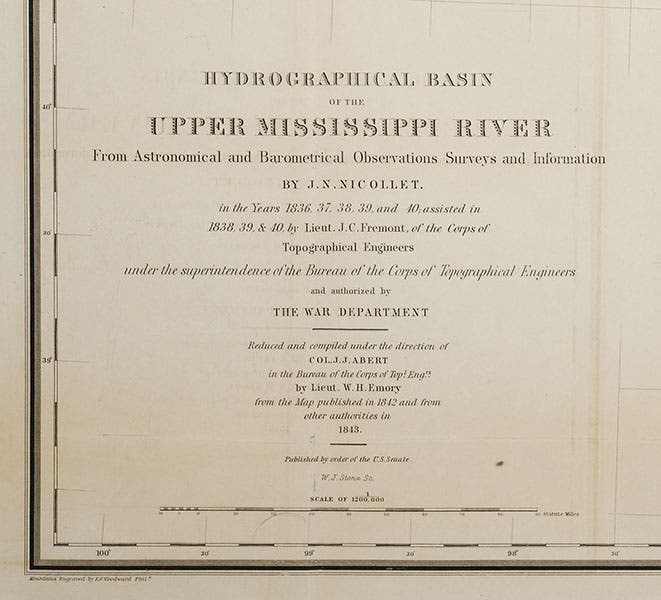 HYDROGRAPHICAL BASIN
OF THE
UPPER MISSISSIPPI RIVER
From Astronomical and Barometrical Observations Surveys and Information
BY J.N.NICOLLET.
in the Years 1836, 37, 38, 39, and 40, assisted in
1838, 39, & 40, by Lieut. J.C. Fremont, of the Corps of
Topographical Engineers
under the superintendence of the Bureau of the Corps of Topographical Engineers
and authorized by
THE WAR DEPARTMENT
Reduced and compiled under the direction of
COL. J. J. ABERT
in the Bureau of the Corps of Topl. Engrs.
by Lieut. W. H. Emory
from the Map published in 1842 and from
other authorities in
1843.
Published by order of the U.S. Senate.
W. J. Stone Sc.
SCALE OF 1/1200,000
Statute Miles
40°
30'
39°
100° 30' 99° 30' 98° 30'
Mountains Engraved by E.F. Woodward Phila.